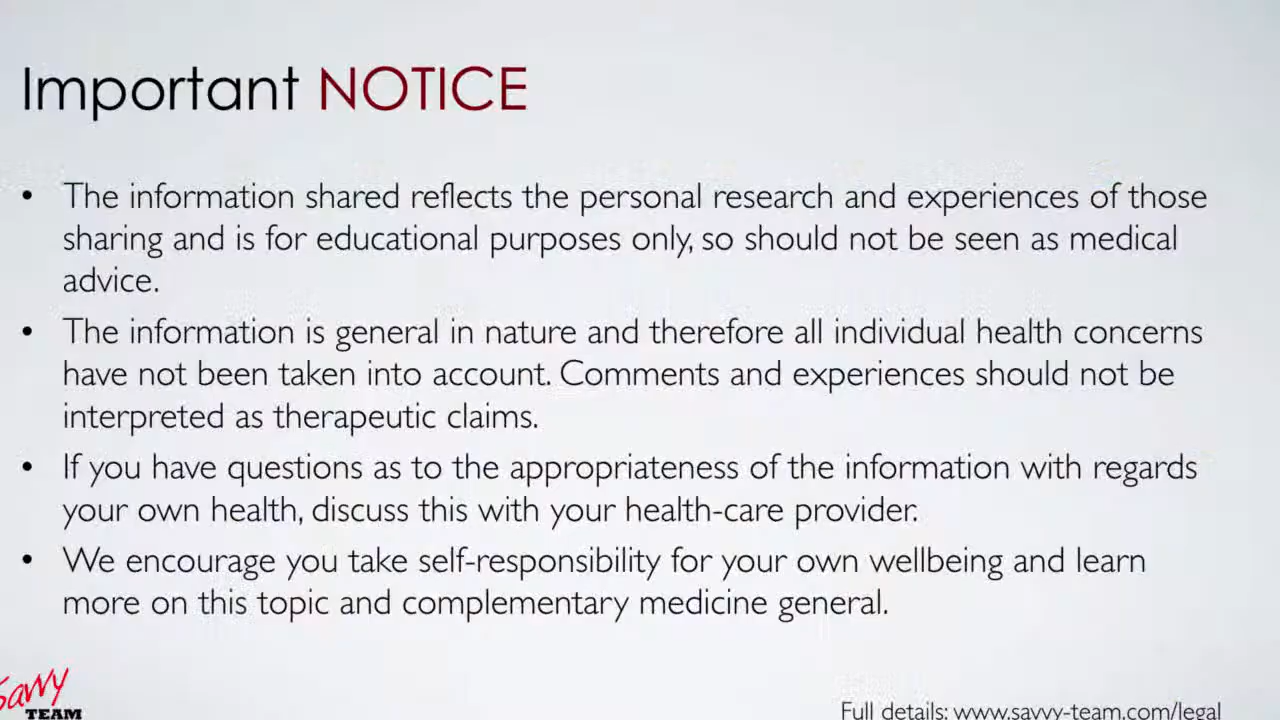 Important NOTICE
• The information shared reflects the personal research and experiences of those
sharing and is for educational purposes only, so should not be seen as medical
advice.
• The information is general in nature and therefore all individual health concerns
have not been taken into account. Comments and experiences should not be
interpreted as therapeutic claims.
• If you have questions as to the appropriateness of the information with regards
your own health, discuss this with your health-care provider.
• We encourage you take self-responsibility for your own wellbeing and learn
more on this topic and complementary medicine general.
Savvy
TEAM
Full details: www.savvy-team.com/legal